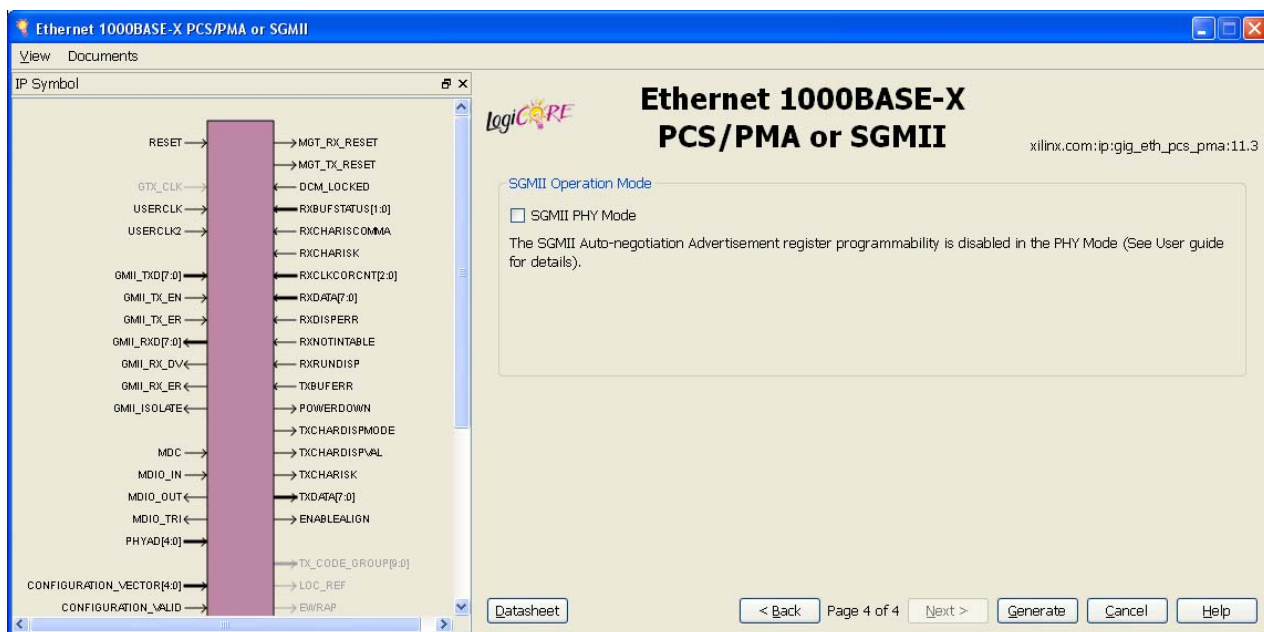 Ethernet 1000BASE-X PCS/PMA or SGMII
View Documents
IP Symbol
RESET
GTX_CLK
USERCLK
USERCLK2
GMII_TXD[7:0]
GMII_TX_EN
GMII_TX_ER
GMII_RXD[7:0]
GMII_RX_DV
GMII_RX_ER
GMII_ISOLATE
MDC
MDIO_IN
MDIO_OUT
MDIO_TRI
PHYAD[4:0]
CONFIGURATION_VECTOR[4:0]
CONFIGURATION_VALID
MGT_RX_RESET
MGT_TX_RESET
DCM_LOCKED
RXBUFSTATUS[1:0]
RXCHARISCOMMA
RXCHARISK
RXCLKCORCNT[2:0]
RXDATA[7:0]
RXDISPERR
RXNOTINTABLE
RXRUNDISP
TXBUFERR
POWERDOWN
TXCHARDISPMODE
TXCHARDISPVAL
TXCHARISK
TXDATA[7:0]
ENABLEALIGN
TX_CODE_GROUP[9:0]
LOC_REF
EWRAP
LogiCORE
Ethernet 1000BASE-X
PCS/PMA or SGMII
xilinx.com:ip:gig_eth_pcs_pma:11.3
SGMII Operation Mode
SGMII PHY Mode
The SGMII Auto-negotiation Advertisement register programmability is disabled in the PHY Mode (See User guide
for details).
Datasheet
< Back Page 4 of 4 Next > Generate Cancel Help